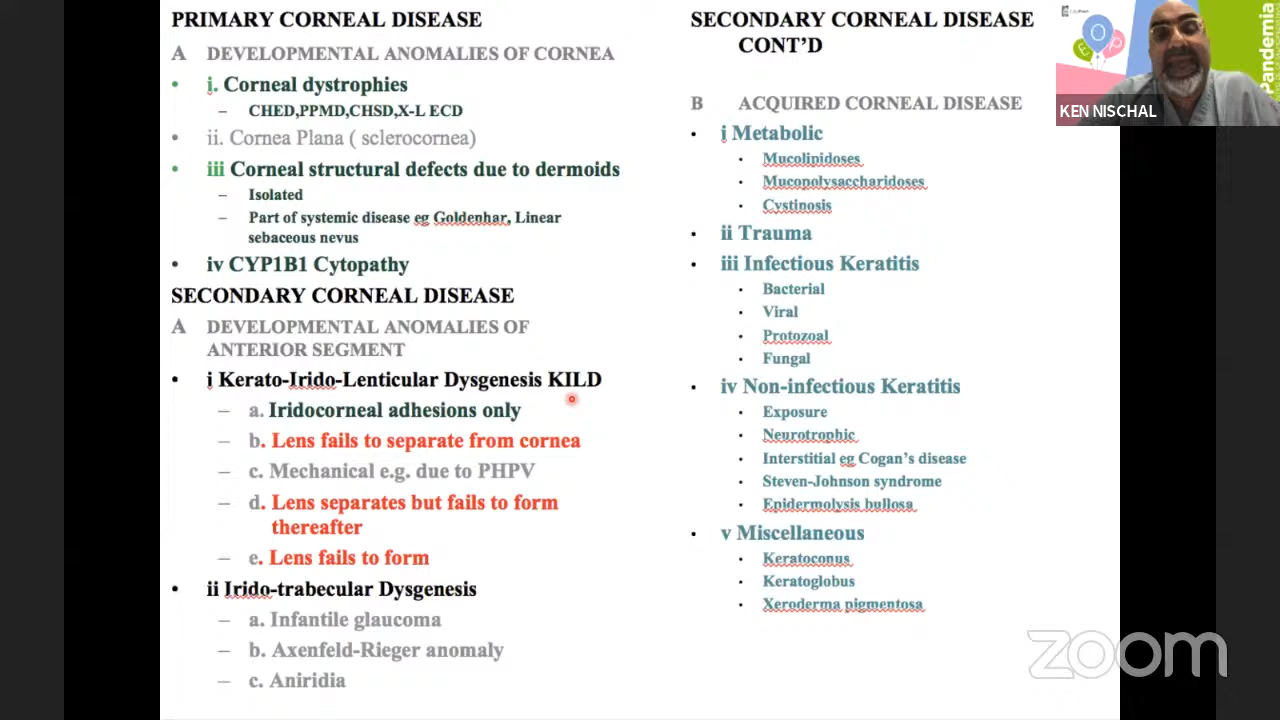 PRIMARY CORNEAL DISEASE
A DEVELOPMENTAL ANOMALIES OF CORNEA
• i. Corneal dystrophies
– CHED,PPMD,CHSD,X-L ECD
• ii. Cornea Plana ( sclerocornea)
• iii Corneal structural defects due to dermoids
– Isolated
– Part of systemic disease eg Goldenhar, Linear
sebaceous nevus
• iv CYP1B1 Cytopathy
SECONDARY CORNEAL DISEASE
A DEVELOPMENTAL ANOMALIES OF
ANTERIOR SEGMENT
• i Kerato-Irido-Lenticular Dysgenesis KILD
– a. Iridocorneal adhesions only
– b. Lens fails to separate from cornea
– c. Mechanical e.g. due to PHPV
– d. Lens separates but fails to form
thereafter
– e. Lens fails to form
• ii Irido-trabecular Dysgenesis
– a. Infantile glaucoma
– b. Axenfeld-Rieger anomaly
– c. Aniridia
SECONDARY CORNEAL DISEASE
CONT’D
B ACQUIRED CORNEAL DISEASE
• i Metabolic
• Mucolipidoses
• Mucopolysaccharidoses
• Cystinosis
• ii Trauma
• iii Infectious Keratitis
• Bacterial
• Viral
• Protozoal
• Fungal
• iv Non-infectious Keratitis
• Exposure
• Neurotrophic
• Interstitial eg Cogan’s disease
• Steven-Johnson syndrome
• Epidermolysis bullosa
• v Miscellaneous
• Keratoconus
• Keratoglobus
• Xeroderma pigmentosa
E O P
Pandemia
KEN NISCHAL
zoom